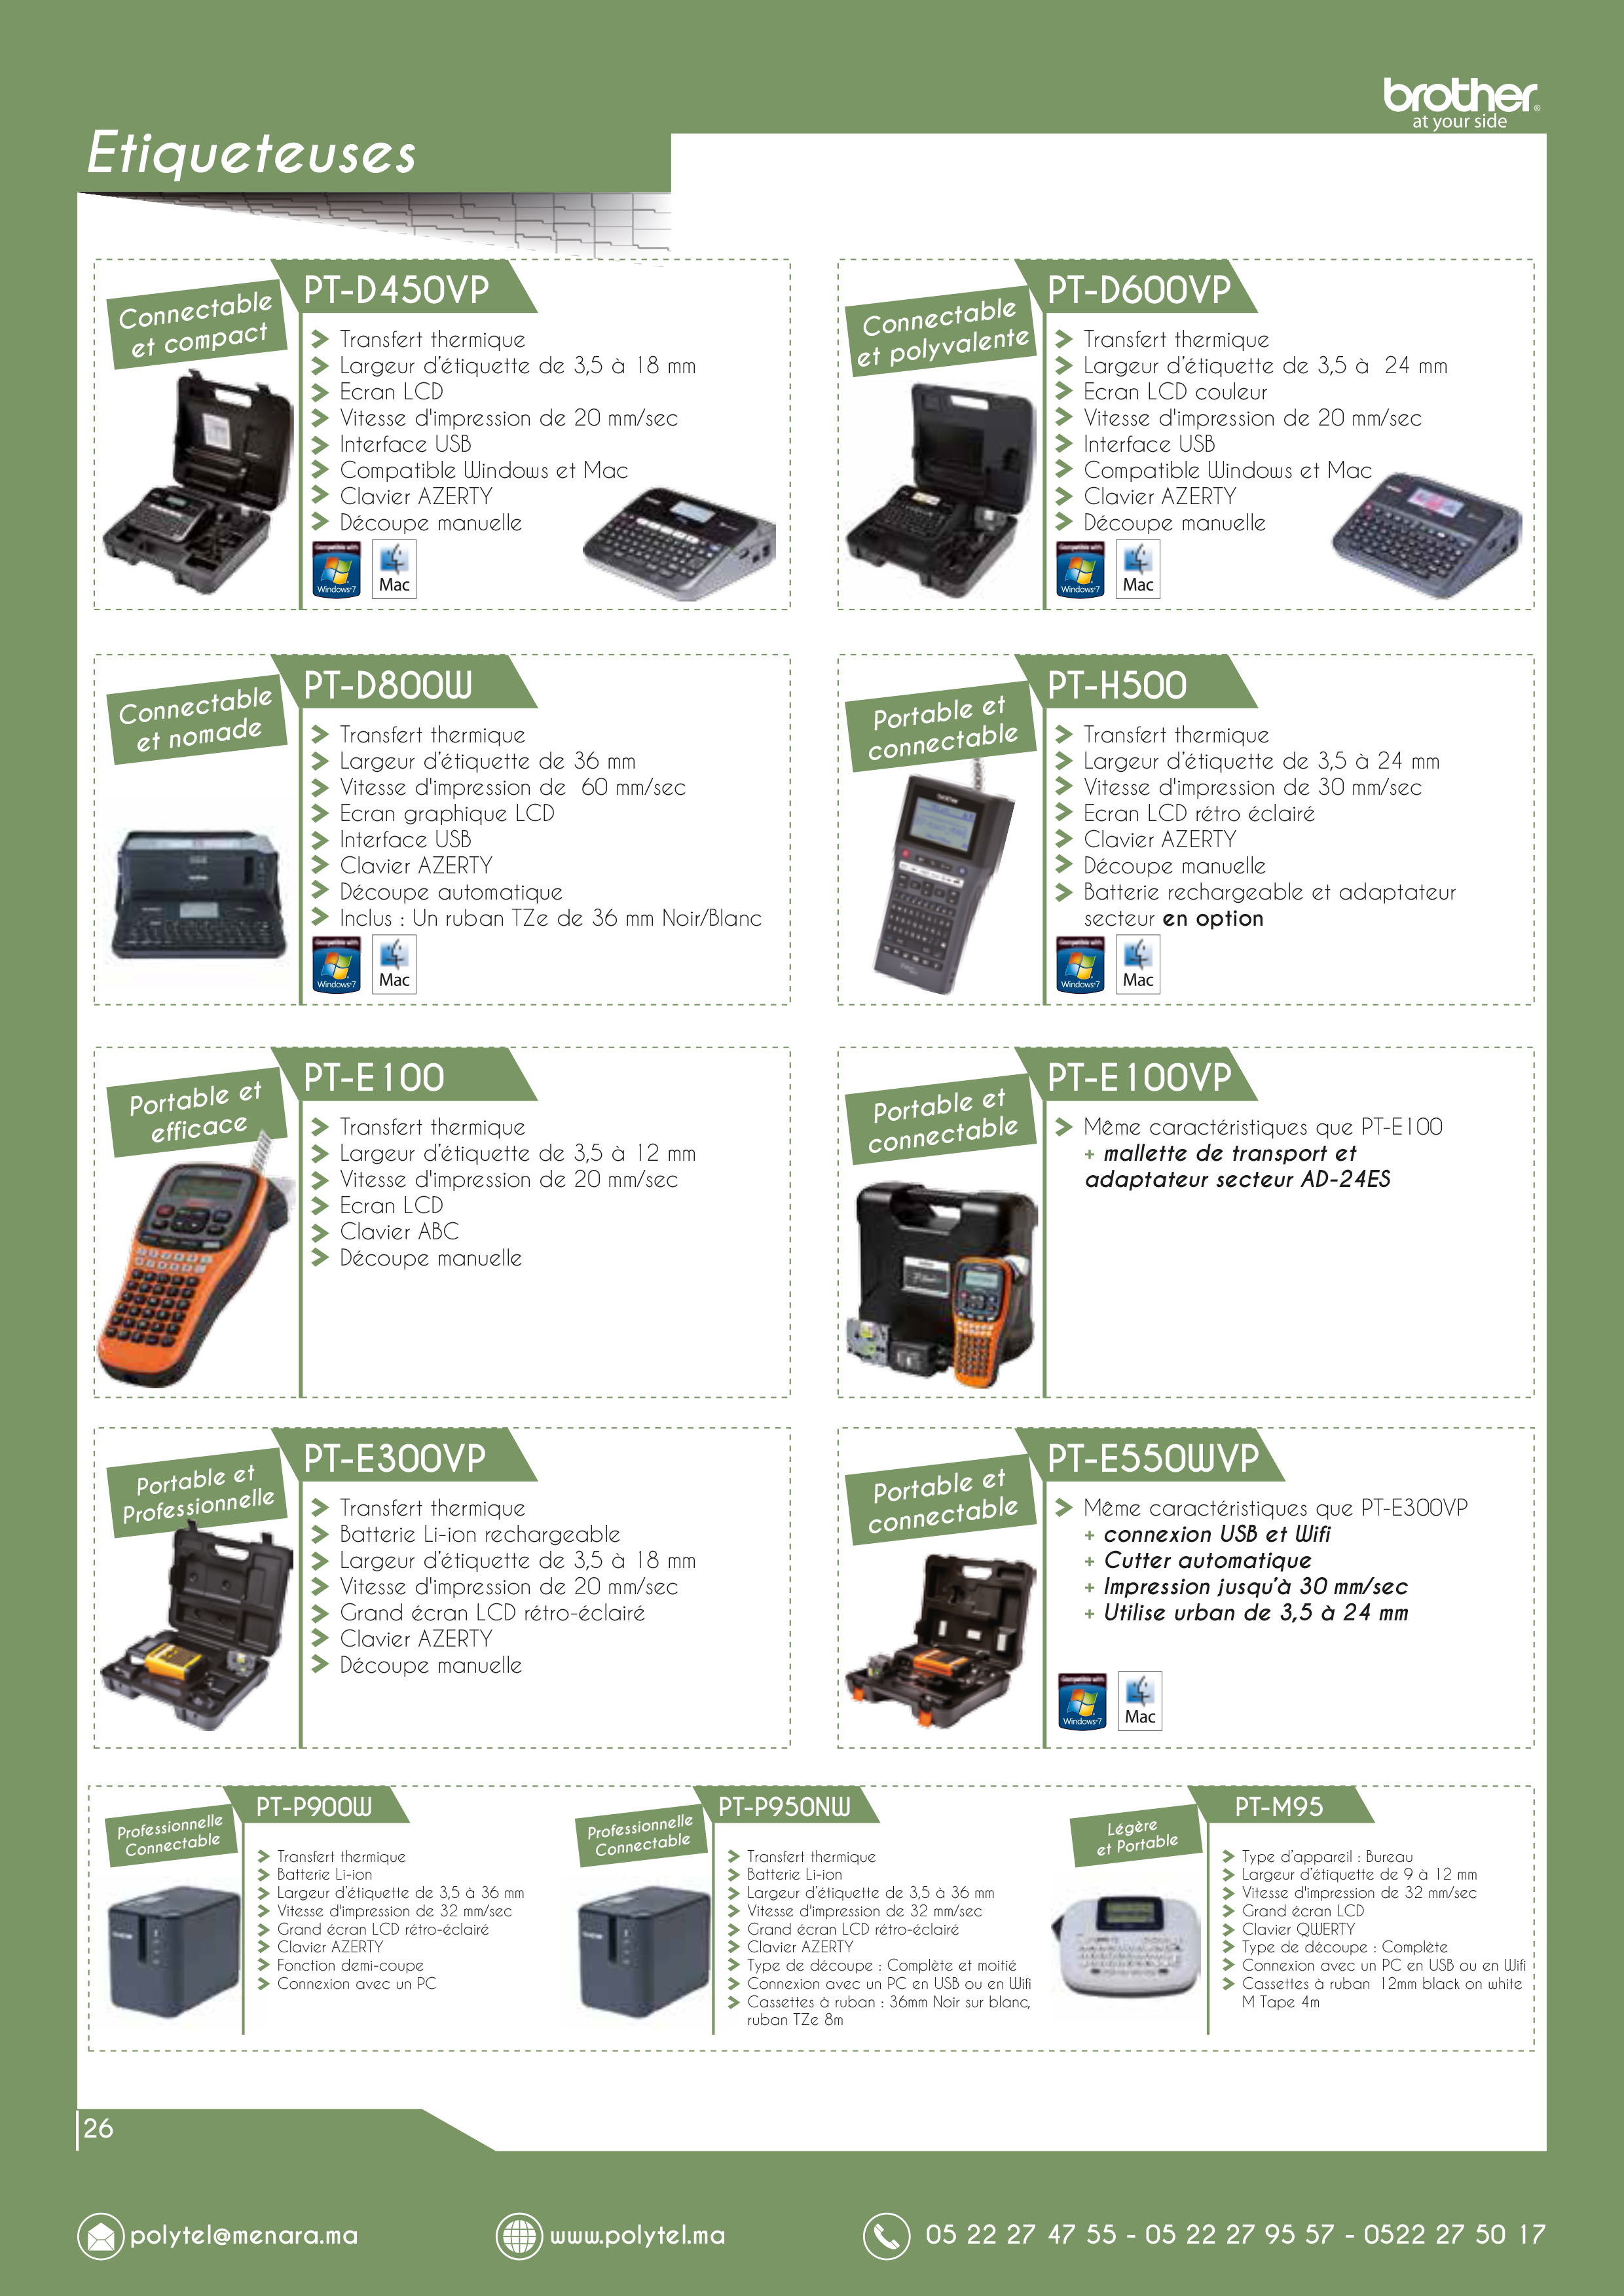 brother
at your side
Etiqueteuses
Connectable
et compact
PT-D450VP
Transfert thermique
Largeur d'étiquette de 3,5 à 18 mm
Ecran LCD
Vitesse d'impression de 20 mm/sec
Interface USB
Compatible Windows et Mac
Clavier AZERTY
Découpe manuelle
Compatible with
Windows 7
Mac
Connectable
et polyvalente
PT-D600VP
Transfert thermique
Largeur d'étiquette de 3,5 à 24 mm
Ecran LCD couleur
Vitesse d'impression de 20 mm/sec
Interface USB
Compatible Windows et Mac
Clavier AZERTY
Découpe manuelle
Compatible with
Windows 7
Mac
Connectable
et nomade
PT-D800W
Transfert thermique
Largeur d'étiquette de 36 mm
Vitesse d'impression de 60 mm/sec
Ecran graphique LCD
Interface USB
Clavier AZERTY
Découpe automatique
Inclus : Un ruban TZe de 36 mm Noir/Blanc
Compatible with
Windows 7
Mac
Portable et
connectable
PT-H500
Transfert thermique
Largeur d'étiquette de 3,5 à 24 mm
Vitesse d'impression de 30 mm/sec
Ecran LCD rétro éclairé
Clavier AZERTY
Découpe manuelle
Batterie rechargeable et adaptateur
secteur en option
Compatible with
Windows 7
Mac
Portable et
efficace
PT-E100
Transfert thermique
Largeur d'étiquette de 3,5 à 12 mm
Vitesse d'impression de 20 mm/sec
Ecran LCD
Clavier ABC
Découpe manuelle
Portable et
connectable
PT-E100VP
Même caractéristiques que PT-E100
+ mallette de transport et
adaptateur secteur AD-24ES
Portable et
Professionnelle
PT-E300VP
Transfert thermique
Batterie Li-ion rechargeable
Largeur d'étiquette de 3,5 à 18 mm
Vitesse d'impression de 20 mm/sec
Grand écran LCD rétro-éclairé
Clavier AZERTY
Découpe manuelle
Portable et
connectable
PT-E550WVP
Même caractéristiques que PT-E300VP
+ connexion USB et Wifi
+ Cutter automatique
+ Impression jusqu'à 30 mm/sec
+ Utilise urban de 3,5 à 24 mm
Compatible with
Windows 7
Mac
Professionnelle
Connectable
PT-P900W
Transfert thermique
Batterie Li-ion
Largeur d'étiquette de 3,5 à 36 mm
Vitesse d'impression de 32 mm/sec
Grand écran LCD rétro-éclairé
Clavier AZERTY
Fonction demi-coupe
Connexion avec un PC
Professionnelle
Connectable
PT-P950NW
Transfert thermique
Batterie Li-ion
Largeur d'étiquette de 3,5 à 36 mm
Vitesse d'impression de 32 mm/sec
Grand écran LCD rétro-éclairé
Clavier AZERTY
Type de découpe : Complète et moitié
Connexion avec un PC en USB ou en Wifi
Cassettes à ruban : 36mm Noir sur blanc,
ruban TZe 8m
Légère
et Portable
PT-M95
Type d'appareil : Bureau
Largeur d'étiquette de 9 à 12 mm
Vitesse d'impression de 32 mm/sec
Grand écran LCD
Clavier QWERTY
Type de découpe : Complète
Connexion avec un PC en USB ou en Wifi
Cassettes à ruban 12mm black on white
M Tape 4m
26
polytel@menara.ma
www.polytel.ma
05 22 27 47 55 - 05 22 27 95 57 - 0522 27 50 17